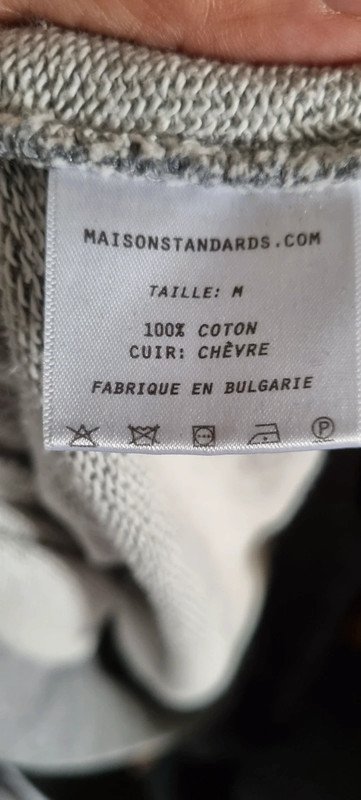 MAISONSTANDARDS.COM
TAILLE: M
100% COTON
CUIR: CHÈVRE
FABRIQUE EN BULGARIE
P